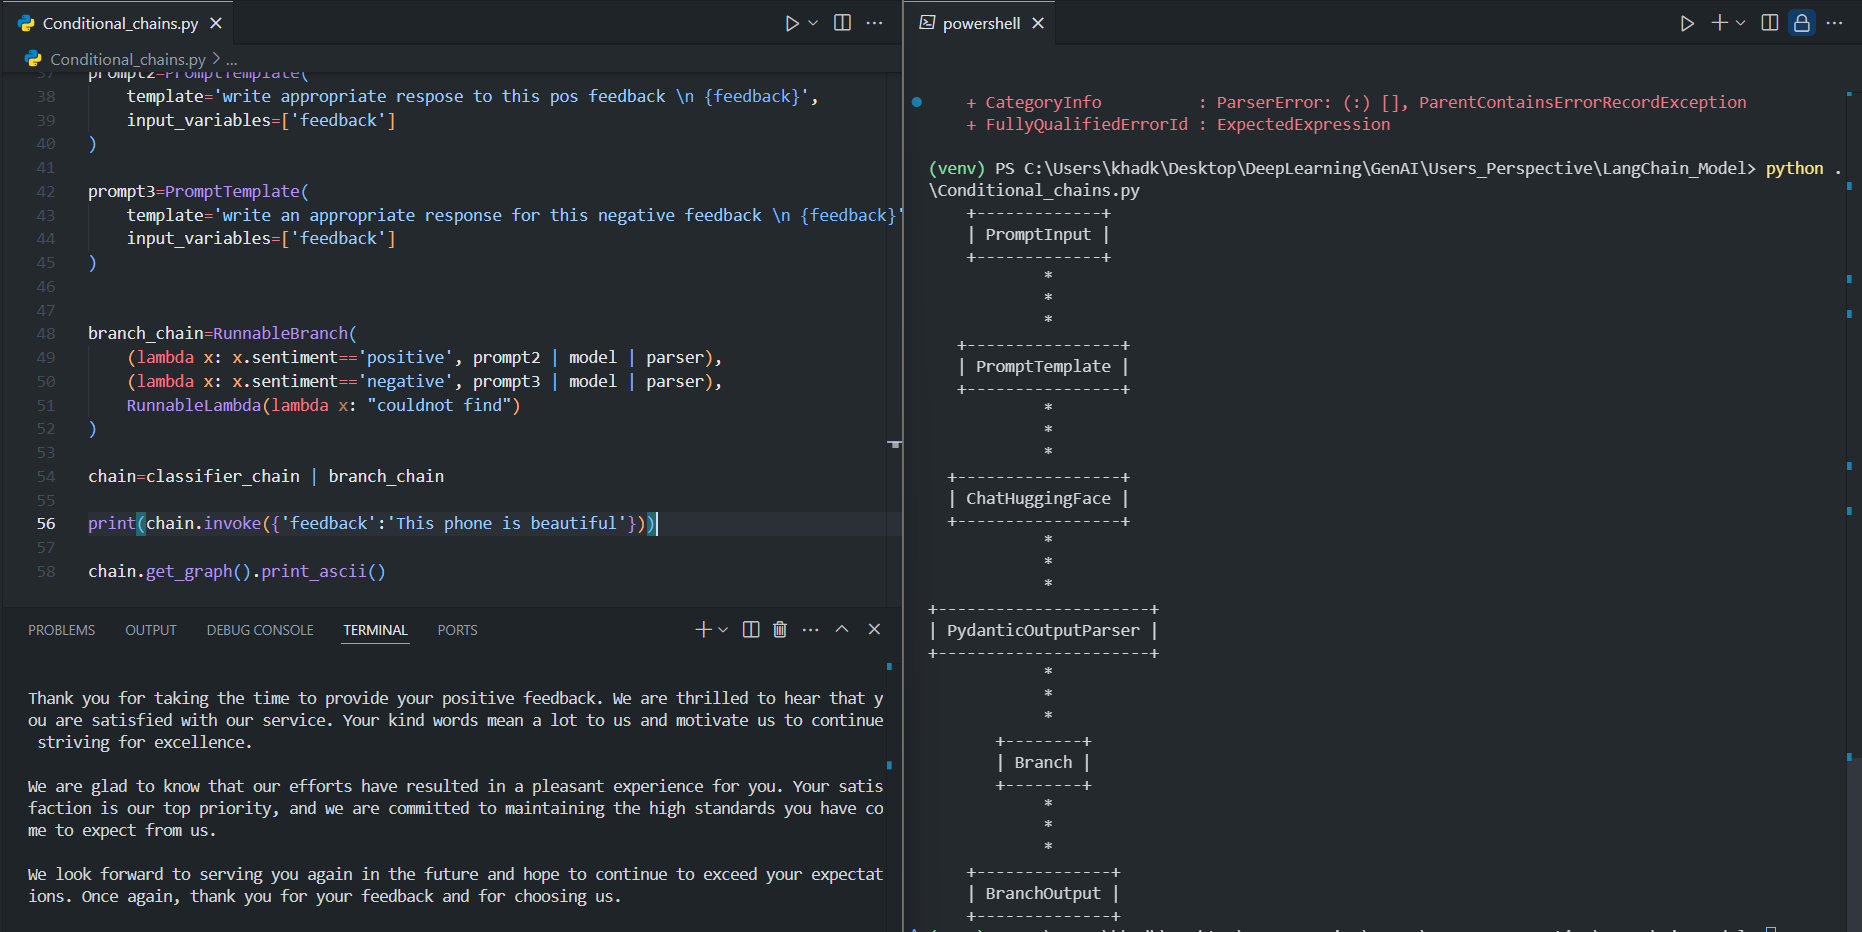 Conditional_chains.py
Conditional_chains.py > ...
37 prompt2=PromptTemplate(
38 template='write appropriate respose to this pos feedback \n {feedback}',
39 input_variables=['feedback']
40 )
41
42 prompt3=PromptTemplate(
43 template='write an appropriate response for this negative feedback \n {feedback}'
44 input_variables=['feedback']
45 )
46
47
48 branch_chain=RunnableBranch(
49 (lambda x: x.sentiment=='positive', prompt2 | model | parser),
50 (lambda x: x.sentiment=='negative', prompt3 | model | parser),
51 RunnableLambda(lambda x: "couldnot find")
52 )
53
54 chain=classifier_chain | branch_chain
55
56 print(chain.invoke({'feedback':'This phone is beautiful'}))
57
58 chain.get_graph().print_ascii()
PROBLEMS OUTPUT DEBUG CONSOLE TERMINAL PORTS
Thank you for taking the time to provide your positive feedback. We are thrilled to hear that y
ou are satisfied with our service. Your kind words mean a lot to us and motivate us to continue
striving for excellence.
We are glad to know that our efforts have resulted in a pleasant experience for you. Your satis
faction is our top priority, and we are committed to maintaining the high standards you have co
me to expect from us.
We look forward to serving you again in the future and hope to continue to exceed your expectat
ions. Once again, thank you for your feedback and for choosing us.
powershell
+ CategoryInfo : ParserError: (:) [], ParentContainsErrorRecordException
+ FullyQualifiedErrorId : ExpectedExpression
(venv) PS C:\Users\khadk\Desktop\DeepLearning\GenAI\Users_Perspective\LangChain_Model> python .
\Conditional_chains.py
+-------------+
| PromptInput |
+-------------+
*
*
*
+----------------+
| PromptTemplate |
+----------------+
*
*
*
+-----------------+
| ChatHuggingFace |
+-----------------+
*
*
*
+----------------------+
| PydanticOutputParser |
+----------------------+
*
*
*
+--------+
| Branch |
+--------+
*
*
*
+--------------+
| BranchOutput |
+--------------+